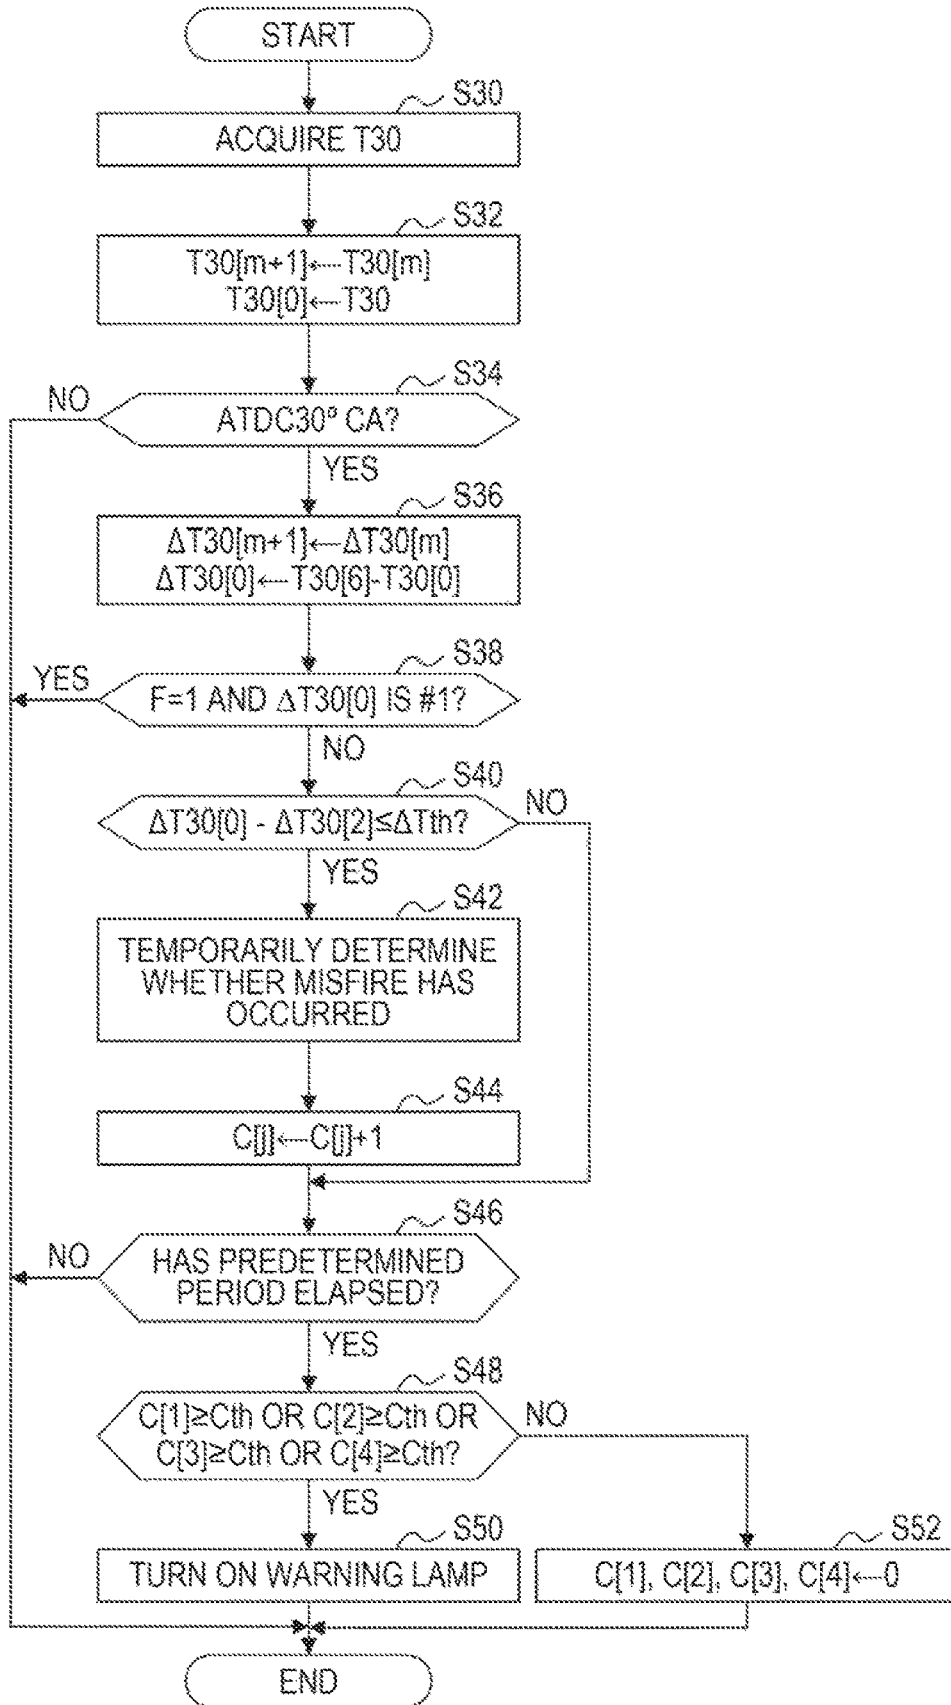 START
S30
ACQUIRE T30
S32
T30[m+1]←T30[m]
T30[0]←T30
S34
NO
ATDC30° CA?
YES
S36
ΔT30[m+1]←ΔT30[m]
ΔT30[0]←T30[6]-T30[0]
S38
YES
F=1 AND ΔT30[0] IS #1?
NO
S40
NO
ΔT30[0] - ΔT30[2]≤ΔTth?
YES
S42
TEMPORARILY DETERMINE
WHETHER MISFIRE HAS
OCCURRED
S44
C[j]←C[j]+1
S46
NO
HAS PREDETERMINED
PERIOD ELAPSED?
YES
S48
C[1]≥Cth OR C[2]≥Cth OR
C[3]≥Cth OR C[4]≥Cth?
NO
YES
S50
TURN ON WARNING LAMP
S52
C[1], C[2], C[3], C[4]←0
END